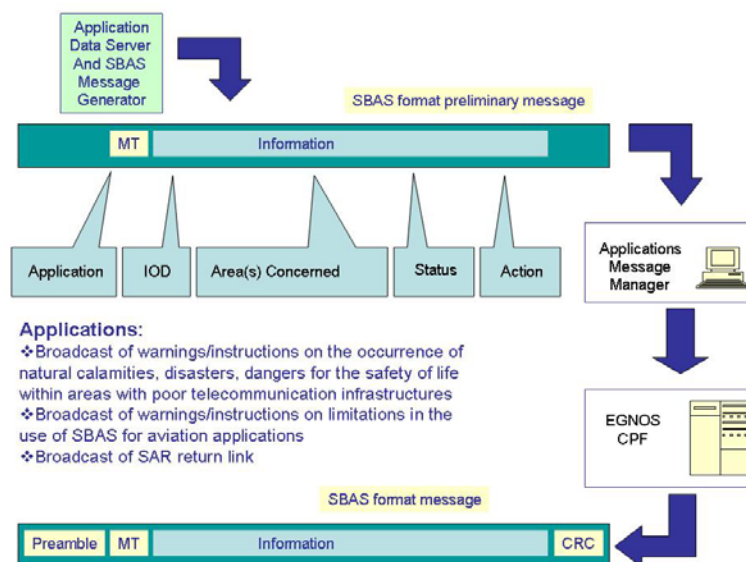 Application
Data Server
And SBAS
Message
Generator
SBAS format preliminary message
MT
Information
Application
IOD
Area(s) Concerned
Status
Action
Applications
Message
Manager
Applications:
❖Broadcast of warnings/instructions on the occurrence of
natural calamities, disasters, dangers for the safety of life
within areas with poor telecommunication infrastructures
❖Broadcast of warnings/instructions on limitations in the
use of SBAS for aviation applications
❖Broadcast of SAR return link
EGNOS
CPF
SBAS format message
Preamble
MT
Information
CRC